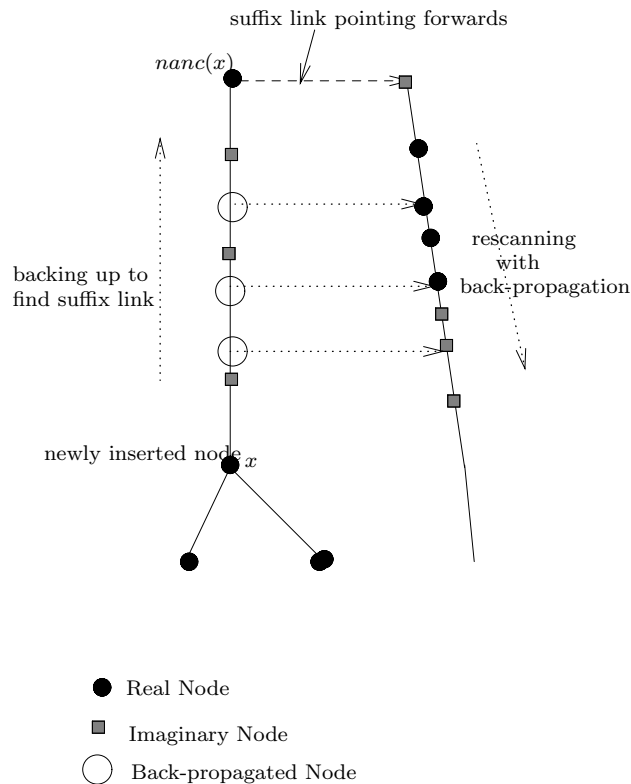 suffix link pointing forwards
nanc(x)
rescanning
with
back-propagation
backing up to
find suffix link
newly inserted node x
Real Node
Imaginary Node
Back-propagated Node